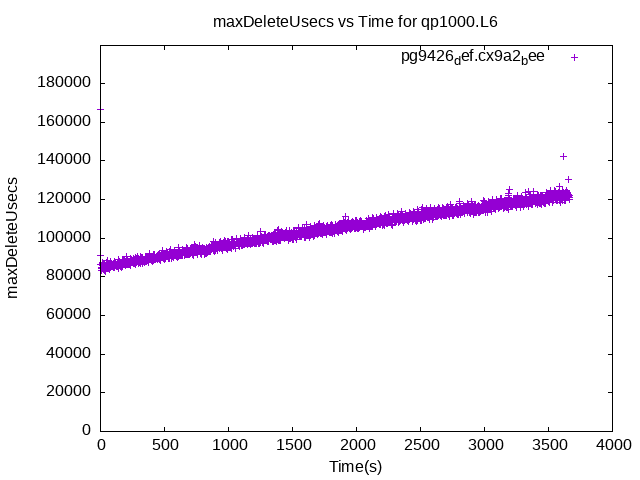 maxDeleteUsecs vs Time for qp1000.L6
pg9426def.cx9a2bee
180000
160000
140000
120000
100000
80000
60000
40000
20000
0
maxDeleteUsecs
0 500 1000 1500 2000 2500 3000 3500 4000
Time(s)